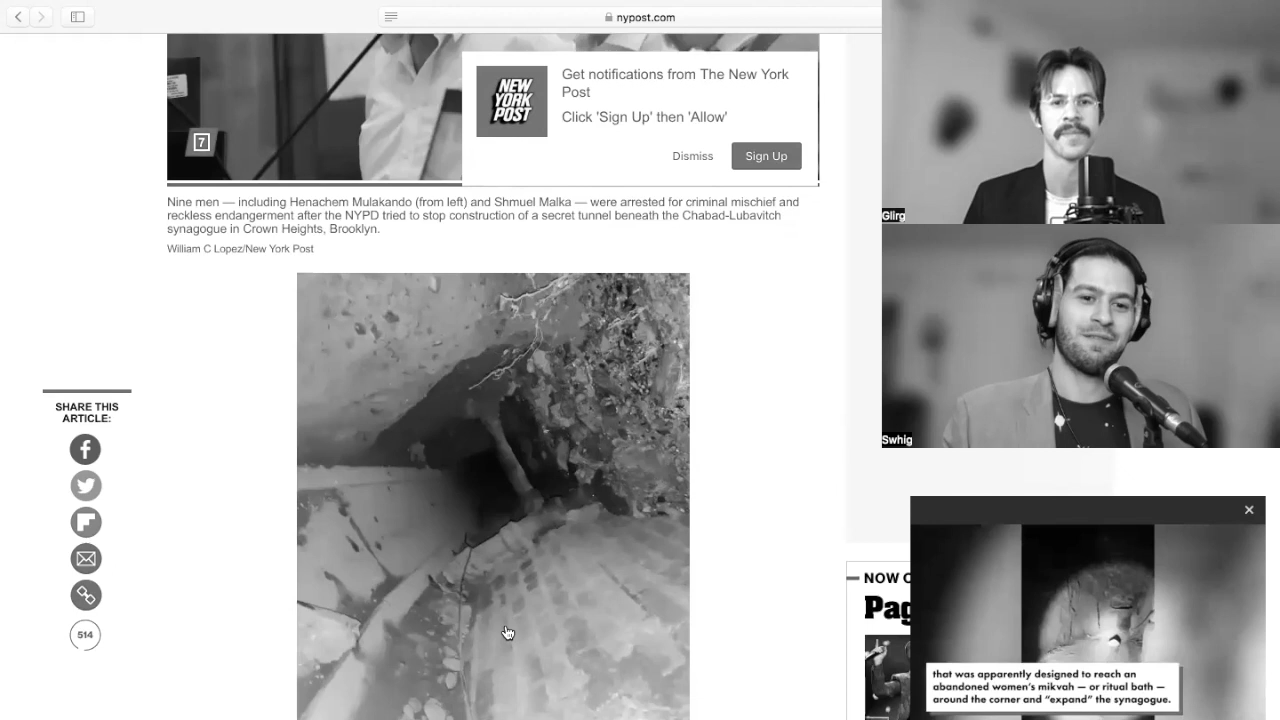 nypost.com
Get notifications from The New York
Post
Click 'Sign Up' then 'Allow'
NEW
YORK
POST
Dismiss
Sign Up
7
Nine men — including Henachem Mulakando (from left) and Shmuel Malka — were arrested for criminal mischief and
reckless endangerment after the NYPD tried to stop construction of a secret tunnel beneath the Chabad-Lubavitch
synagogue in Crown Heights, Brooklyn.
William C Lopez/New York Post
SHARE THIS
ARTICLE:
514
Glirg
Swhig
NOW
Pag
that was apparently designed to reach an
abandoned women's mikvah — or ritual bath —
around the corner and “expand” the synagogue.